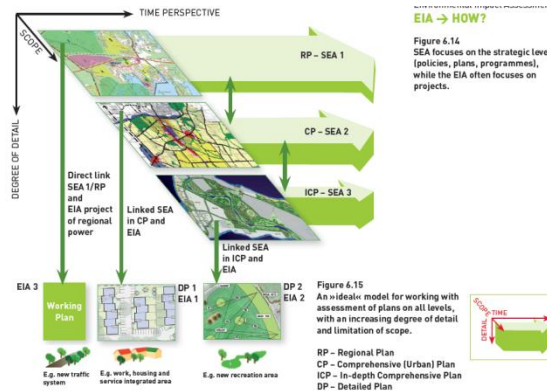 TIME PERSPECTIVE
SCOPE
DEGREE OF DETAIL
RP – SEA 1
CP – SEA 2
ICP – SEA 3
Direct link
SEA 1/RP
and
EIA project
of regional
power
Linked SEA
in CP and
EIA
Linked SEA
in ICP and
EIA
EIA 3
Working
Plan
DP 1
EIA 1
DP 2
EIA 2
E.g. new traffic
system
E.g. work, housing and
service integrated area
E.g. new recreation area
Environmental Impact Assessment
EIA → HOW?
Figure 6.14
SEA focuses on the strategic leve
(policies, plans, programmes),
while the EIA often focuses on
projects.
Figure 6.15
An »ideal« model for working with
assessment of plans on all levels,
with an increasing degree of detail
and limitation of scope.
RP – Regional Plan
CP – Comprehensive (Urban) Plan
ICP – In-depth Comprehensive Plan
DP – Detailed Plan
SCOPE
TIME
DETAIL